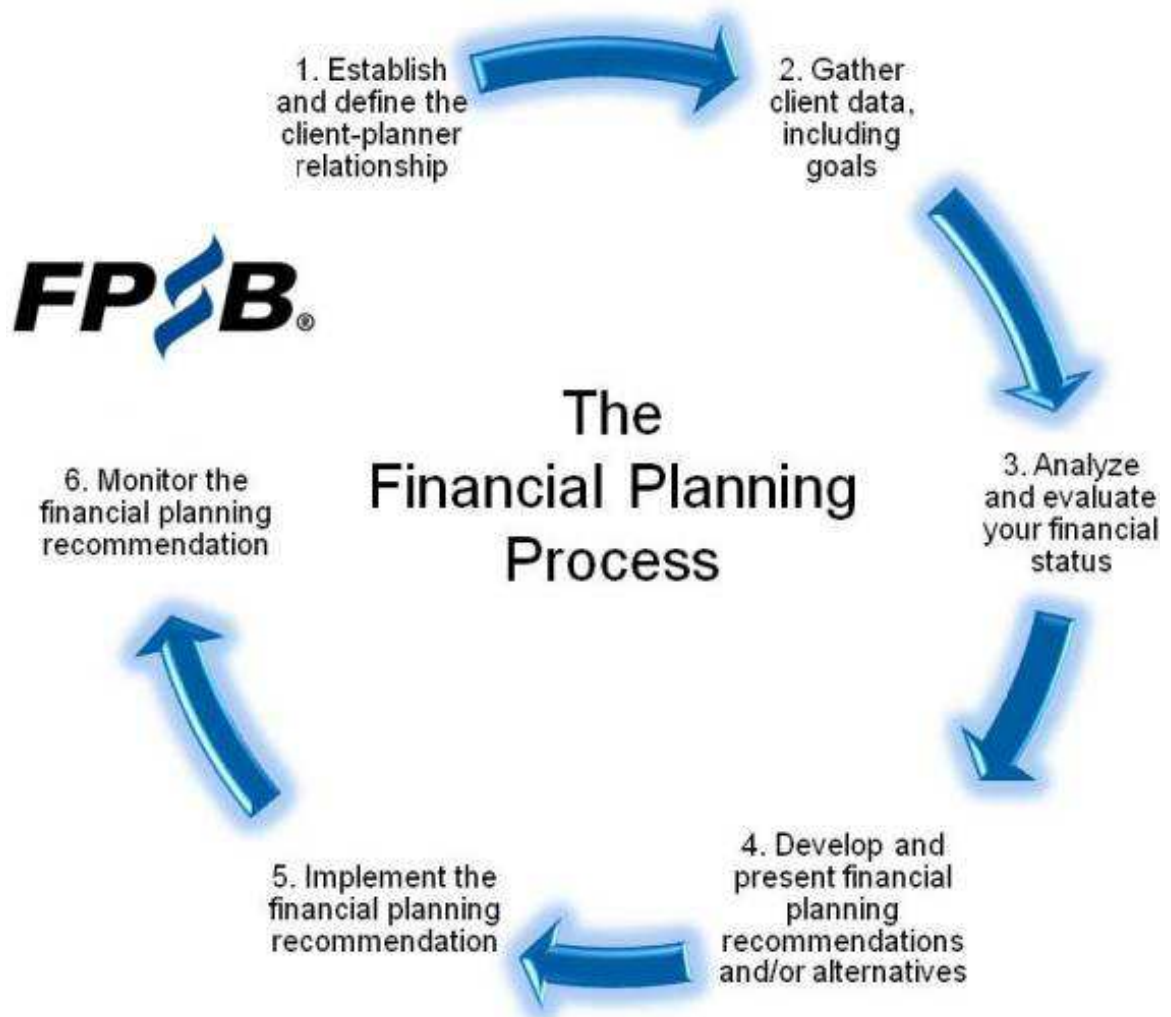 1. Establish
and define the
client-planner
relationship
2. Gather
client data,
including
goals
FPSB®
The
Financial Planning
Process
3. Analyze
and evaluate
your financial
status
6. Monitor the
financial planning
recommendation
4. Develop and
present financial
planning
recommendations
and/or alternatives
5. Implement the
financial planning
recommendation